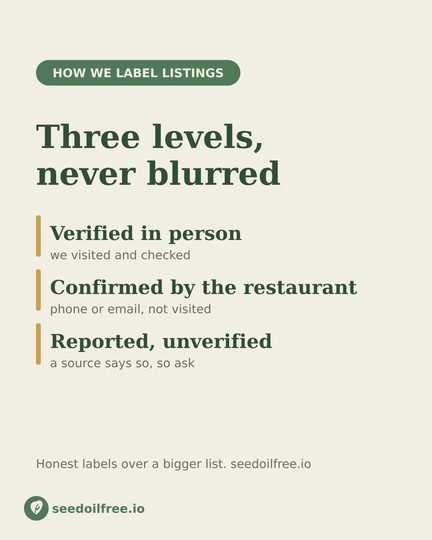 HOW WE LABEL LISTINGS
Three levels,
never blurred
Verified in person
we visited and checked
Confirmed by the restaurant
phone or email, not visited
Reported, unverified
a source says so, so ask
Honest labels over a bigger list. seedoilfree.io
seedoilfree.io